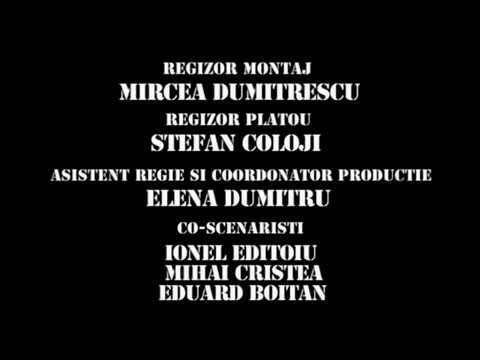 REGIZOR MONTAJ
MIRCEA DUMITRESCU
REGIZOR PLATOU
STEFAN COLOJI
ASISTENT REGIE SI COORDONATOR PRODUCTIE
ELENA DUMITRU
CO-SCENARISTI
IONEL EDITOIU
MIHAI CRISTEA
EDUARD BOITAN